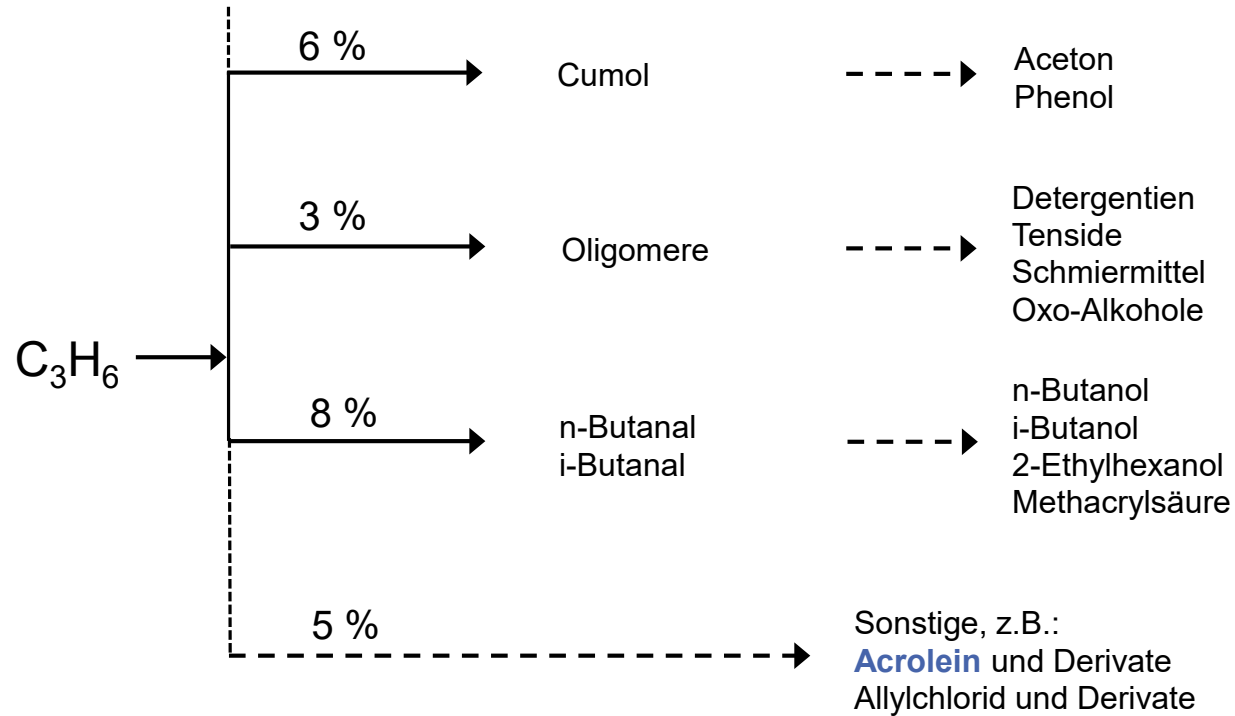 6 %
Cumol
Aceton
Phenol
3 %
Oligomere
Detergentien
Tenside
Schmiermittel
Oxo-Alkohole
C₃H₆
8 %
n-Butanal
i-Butanal
n-Butanol
i-Butanol
2-Ethylhexanol
Methacrylsäure
5 %
Sonstige, z.B.:
Acrolein und Derivate
Allylchlorid und Derivate